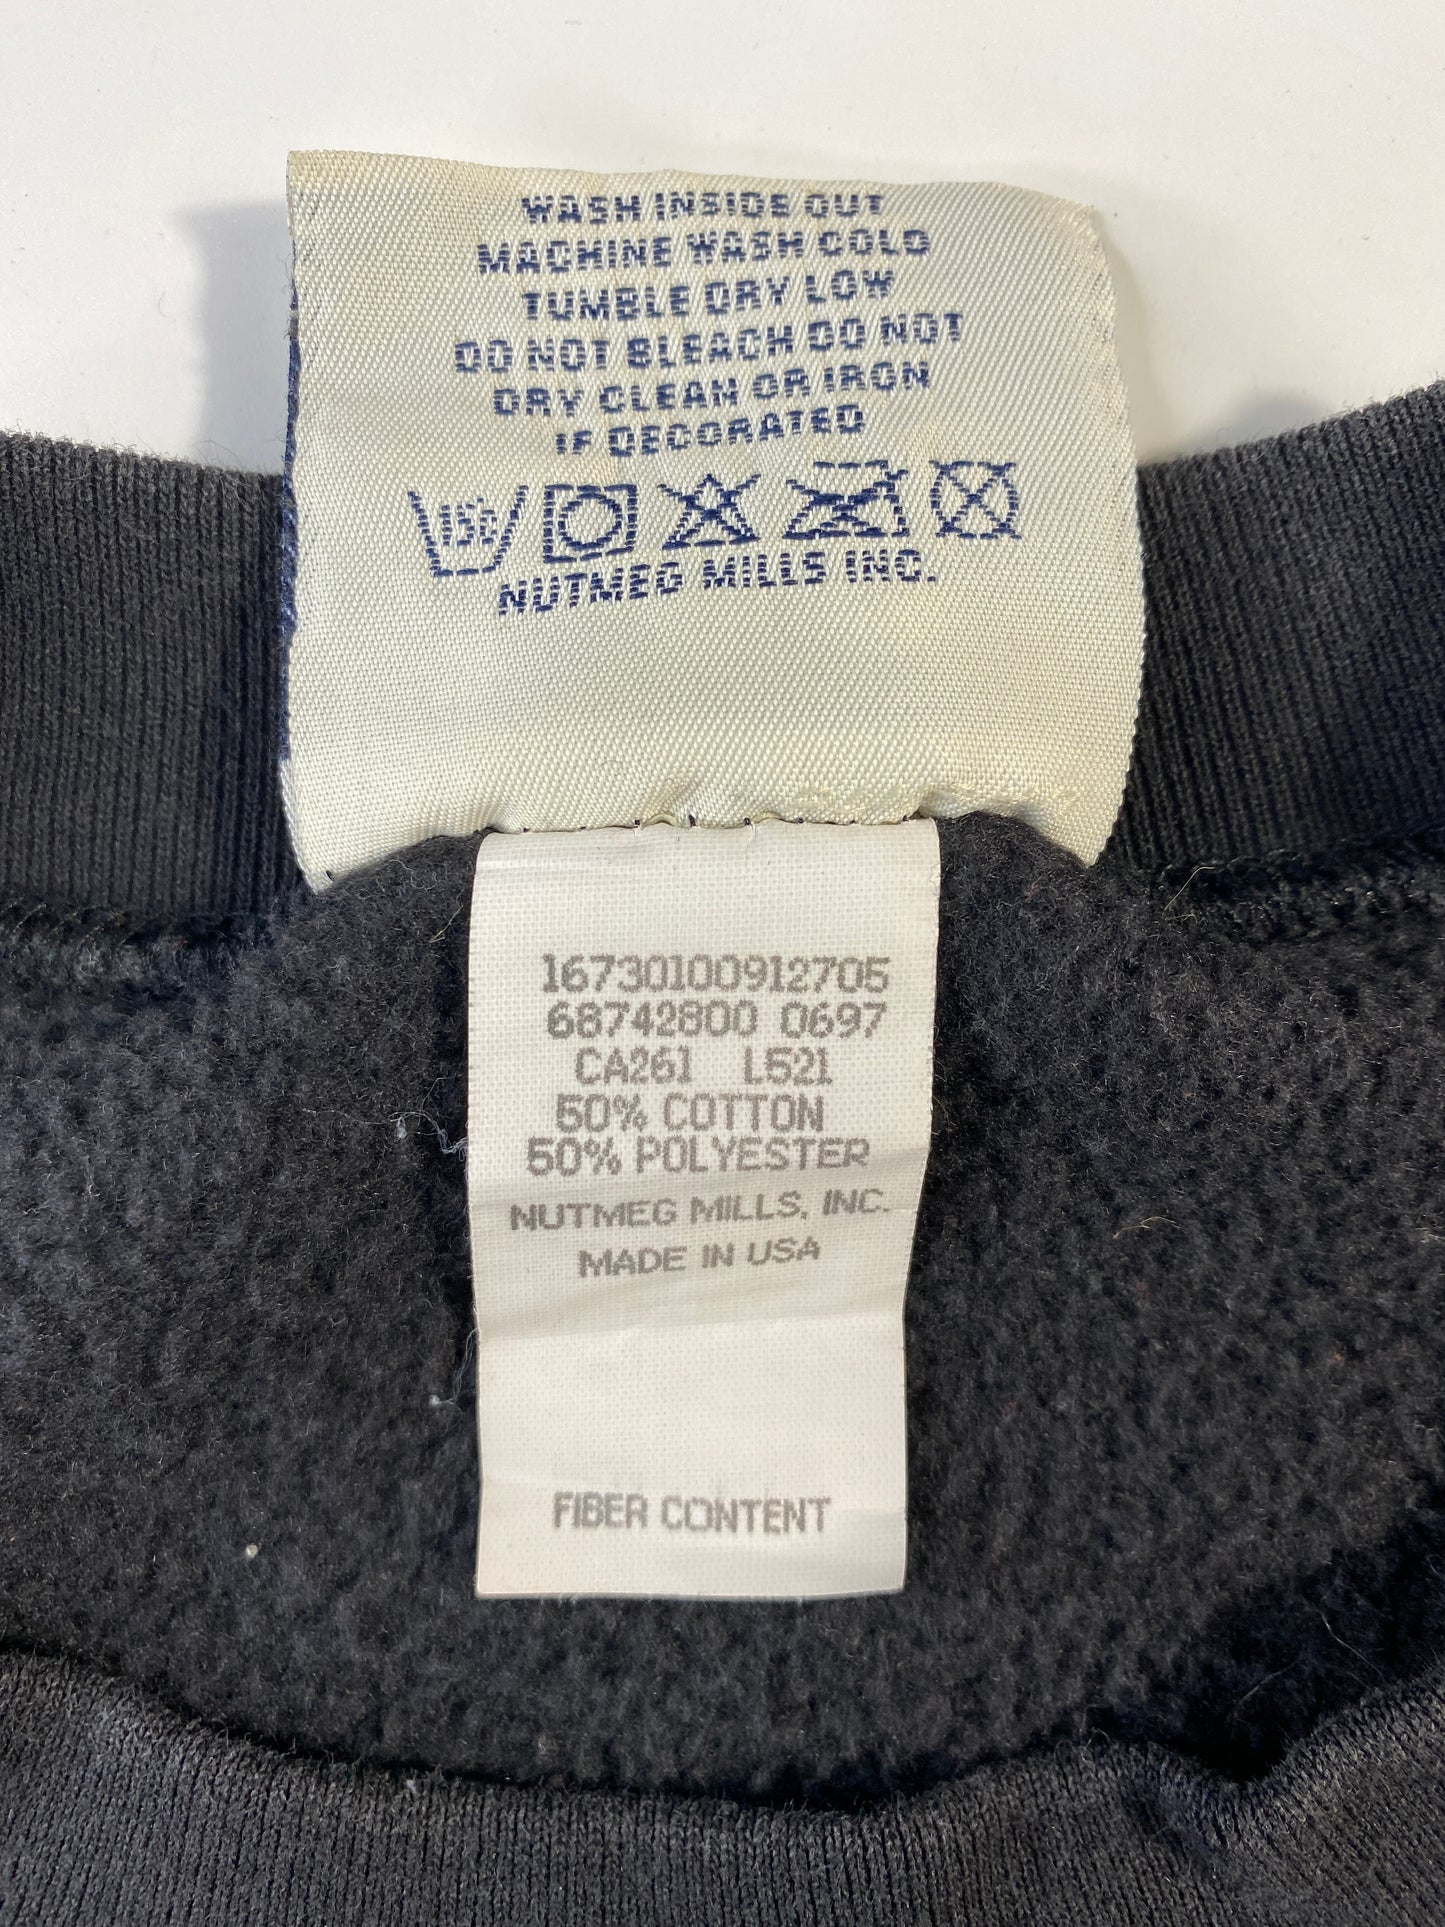 WASH INSIDE OUT
MACHINE WASH COLD
TUMBLE DRY LOW
DO NOT BLEACH DO NOT
DRY CLEAN OR IRON
IF DECORATED
NUTMEG MILLS INC.
16730100912705
68742800 0697
CA261 L521
50% COTTON
50% POLYESTER
NUTMEG MILLS, INC.
MADE IN USA
FIBER CONTENT